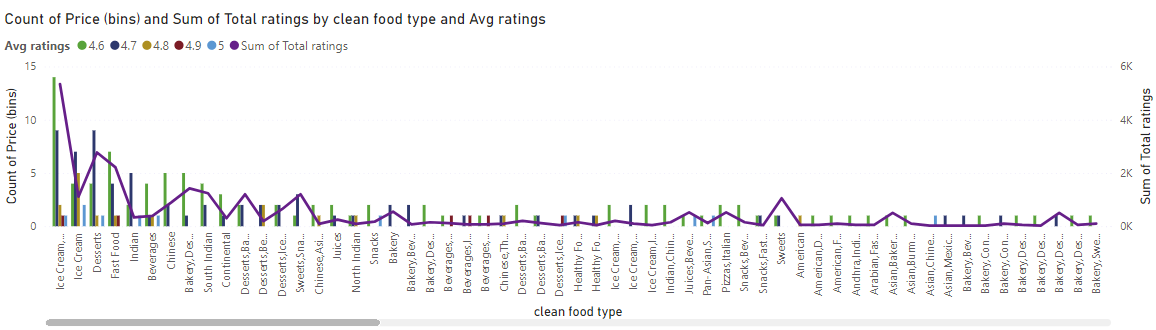 Count of Price (bins) and Sum of Total ratings by clean food type and Avg ratings
Avg ratings 4.6 4.7 4.8 4.9 5 Sum of Total ratings
15 6K
10 4K
5 2K
0 0K
Count of Price (bins)
Sum of Total ratings
Ice Cream,...
Ice Cream
Desserts
Fast Food
Indian
Beverages
Chinese
Bakery,Des...
South Indian
Continental
Desserts,Ba...
Desserts,Be...
Desserts,Ice...
Sweets,Sna...
Chinese,Asi...
Juices
North Indian
Snacks
Bakery
Bakery,Bev...
Bakery,Des...
Beverages,...
Beverages,I...
Beverages,...
Chinese,Th...
Desserts,Ba...
Desserts,Ba...
Desserts,Ice...
Healthy Fo...
Healthy Fo...
Ice Cream,...
Ice Cream,...
Ice Cream,I...
Indian,Chin...
Juices,Beve...
Pan-Asian,S...
Pizzas,Italian
Snacks,Bev...
Snacks,Fast...
Sweets
American
American,D...
American,F...
Andhra,Indi...
Arabian,Fas...
Asian,Baker...
Asian,Burm...
Asian,Chine...
Asian,Mexic...
Bakery,Bev...
Bakery,Con...
Bakery,Con...
Bakery,Des...
Bakery,Des...
Bakery,Des...
Bakery,Des...
Bakery,Swe...
clean food type